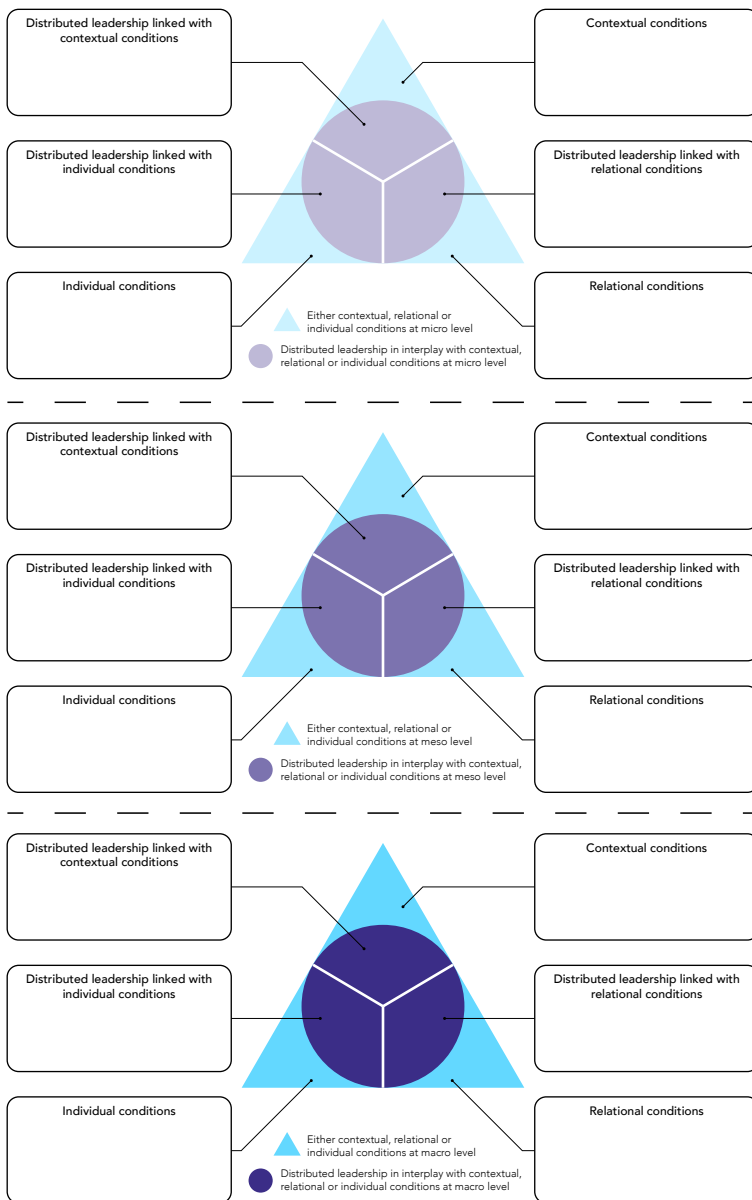 Distributed leadership linked with
contextual conditions
Contextual conditions
Distributed leadership linked with
individual conditions
Distributed leadership linked with
relational conditions
Individual conditions
Relational conditions
Either contextual, relational or
individual conditions at micro level
Distributed leadership in interplay with contextual,
relational or individual conditions at micro level
Distributed leadership linked with
contextual conditions
Contextual conditions
Distributed leadership linked with
individual conditions
Distributed leadership linked with
relational conditions
Individual conditions
Relational conditions
Either contextual, relational or
individual conditions at meso level
Distributed leadership in interplay with contextual,
relational or individual conditions at meso level
Distributed leadership linked with
contextual conditions
Contextual conditions
Distributed leadership linked with
individual conditions
Distributed leadership linked with
relational conditions
Individual conditions
Relational conditions
Either contextual, relational or
individual conditions at macro level
Distributed leadership in interplay with contextual,
relational or individual conditions at macro level